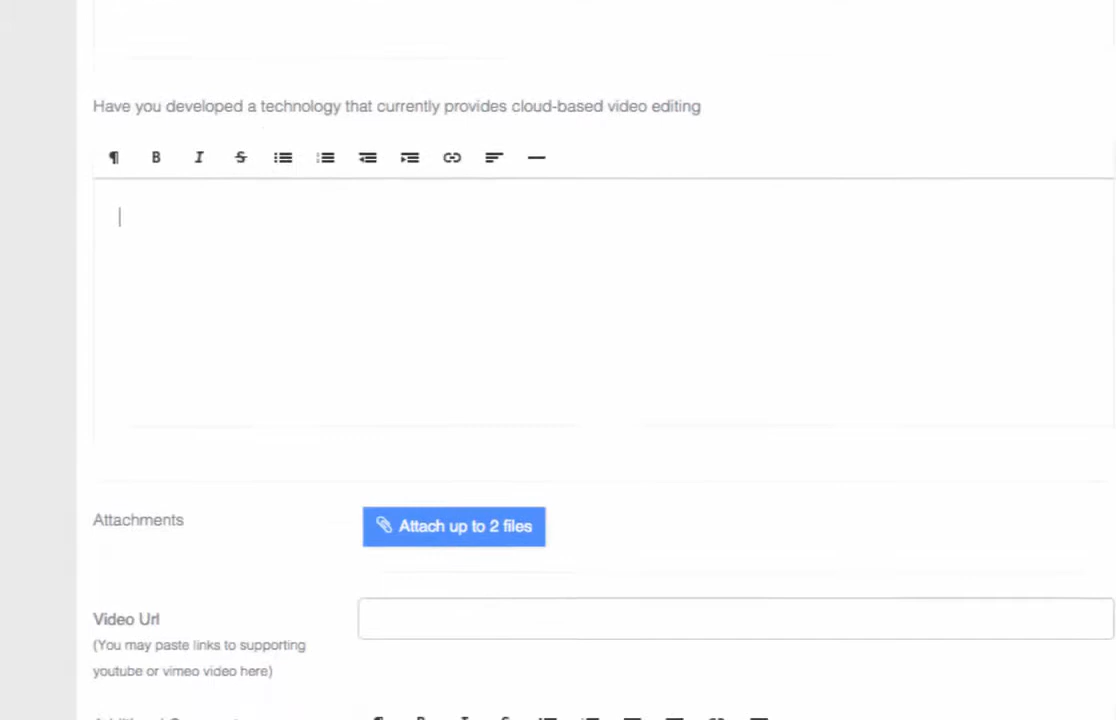 Have you developed a technology that currently provides cloud-based video editing
¶ B I S
Attachments
Attach up to 2 files
Video Url
(You may paste links to supporting
youtube or vimeo video here)